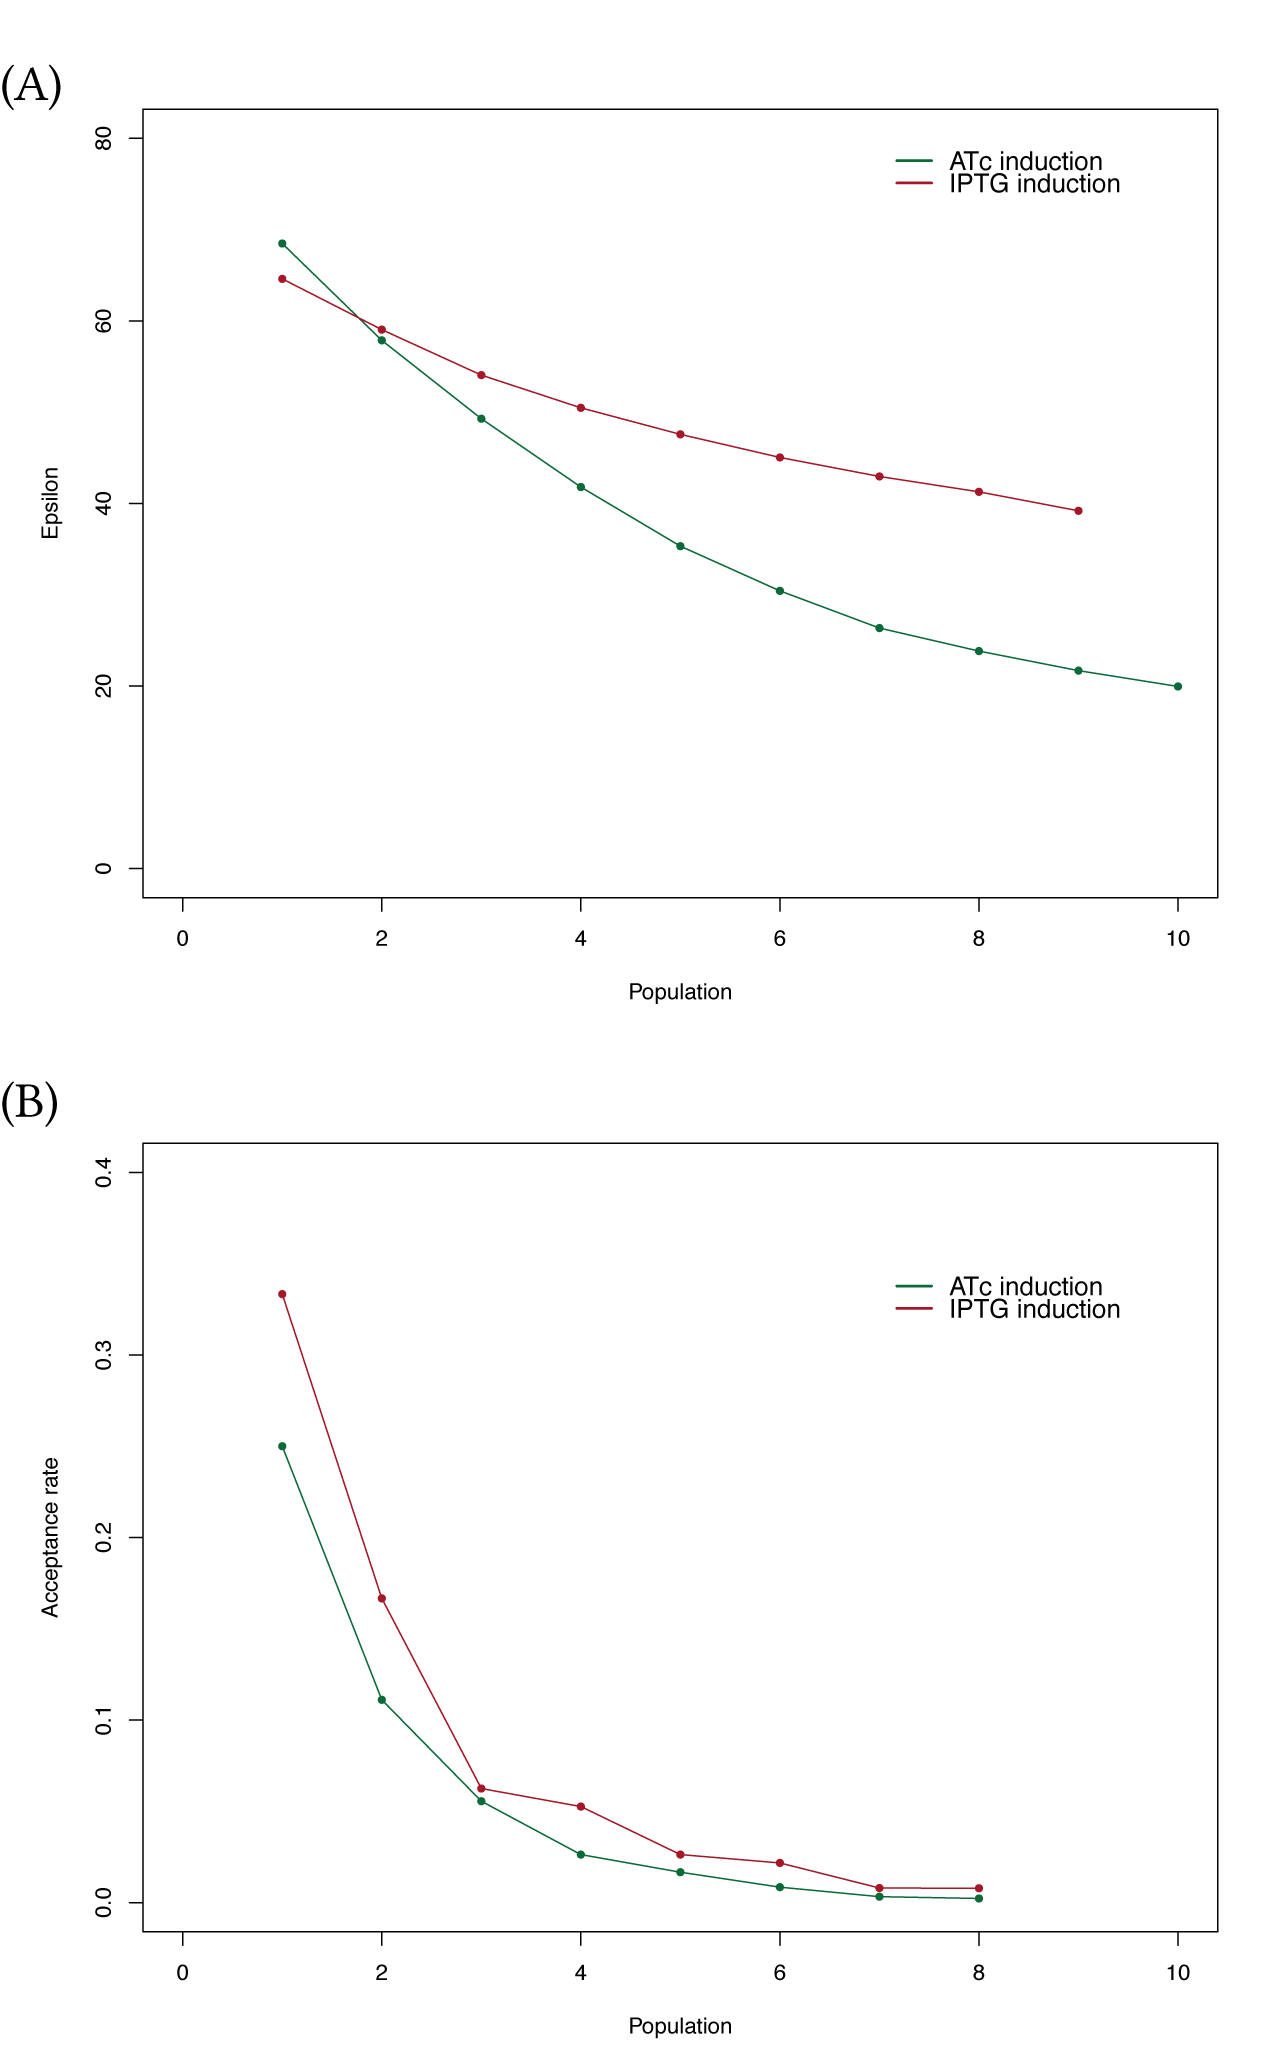 (A)
80
60
40
20
0
Epsilon
ATc induction
IPTG induction
0 2 4 6 8 10
Population
(B)
0.4
0.3
0.2
0.1
0.0
Acceptance rate
ATc induction
IPTG induction
0 2 4 6 8 10
Population